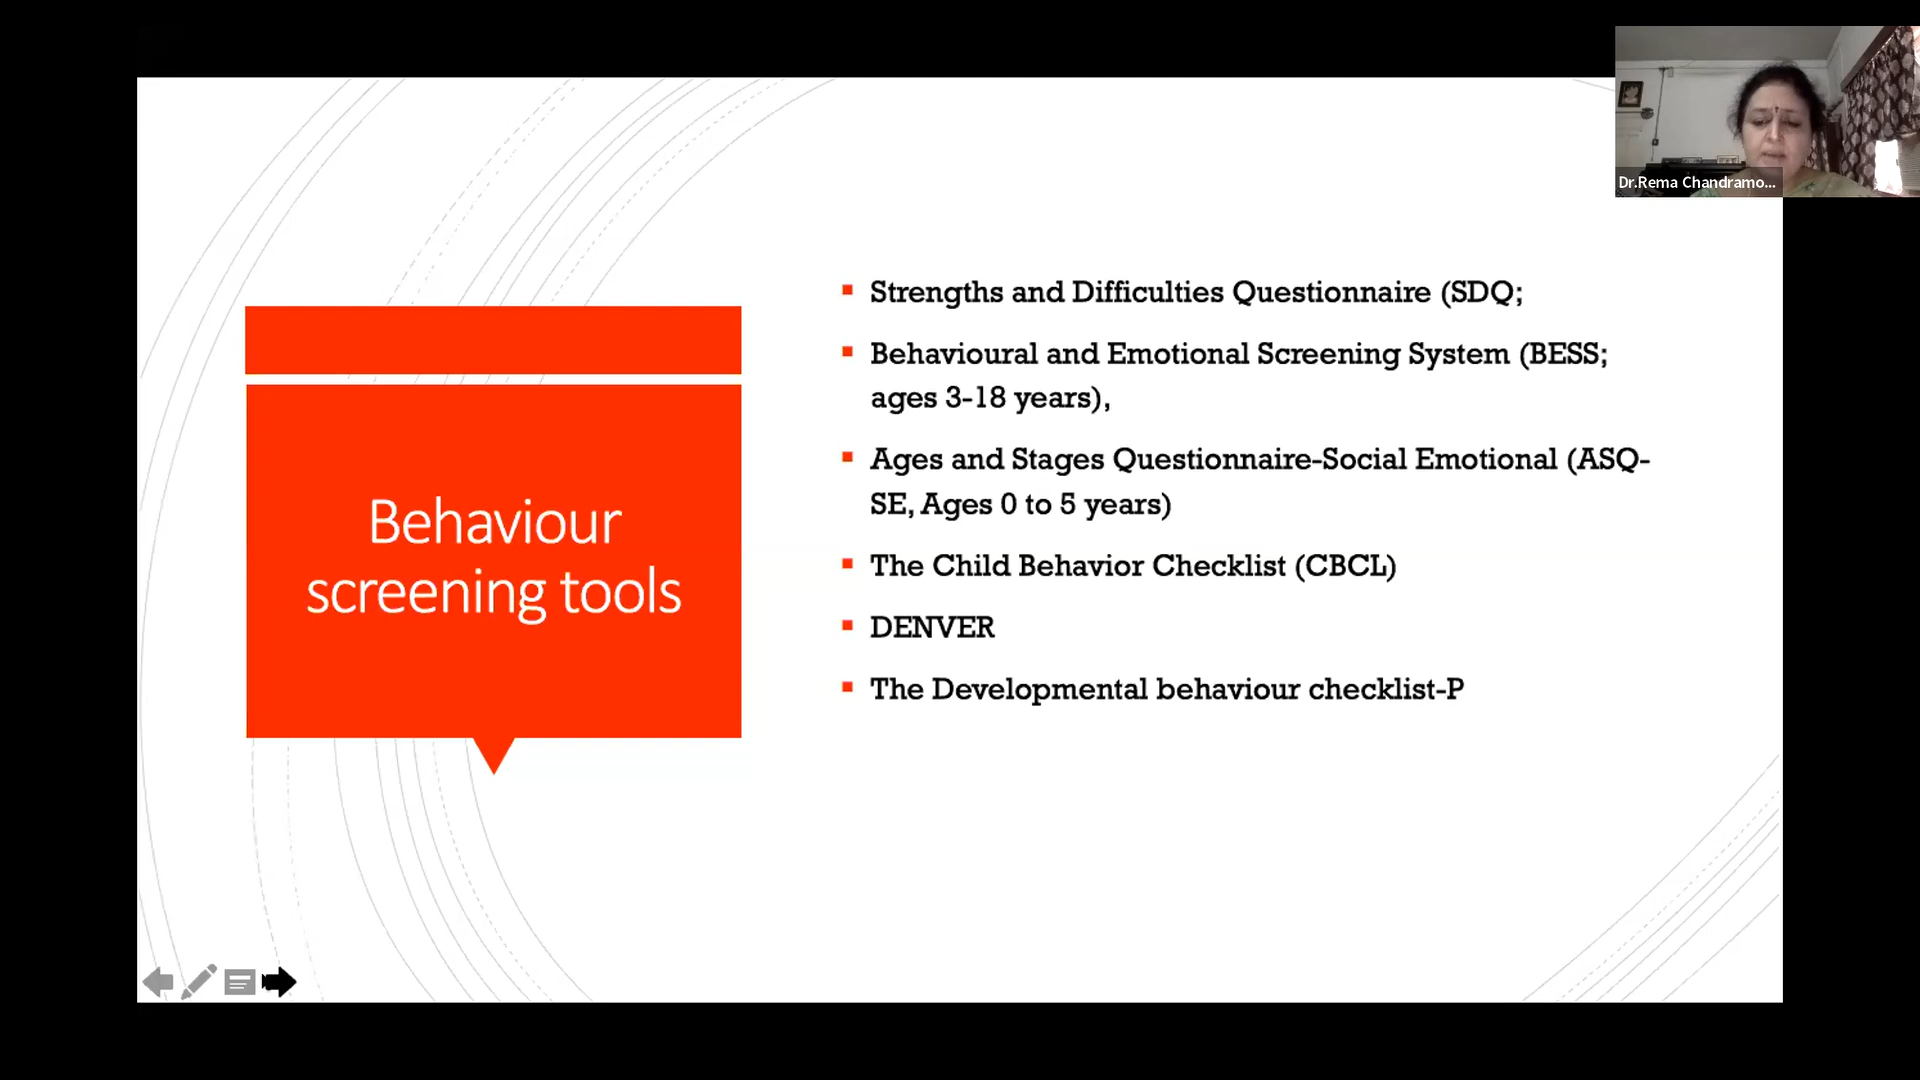 Dr.Rema Chandramo...
Behaviour
screening tools
Strengths and Difficulties Questionnaire (SDQ;
Behavioural and Emotional Screening System (BESS;
ages 3-18 years),
Ages and Stages Questionnaire-Social Emotional (ASQ-
SE, Ages 0 to 5 years)
The Child Behavior Checklist (CBCL)
DENVER
The Developmental behaviour checklist-P